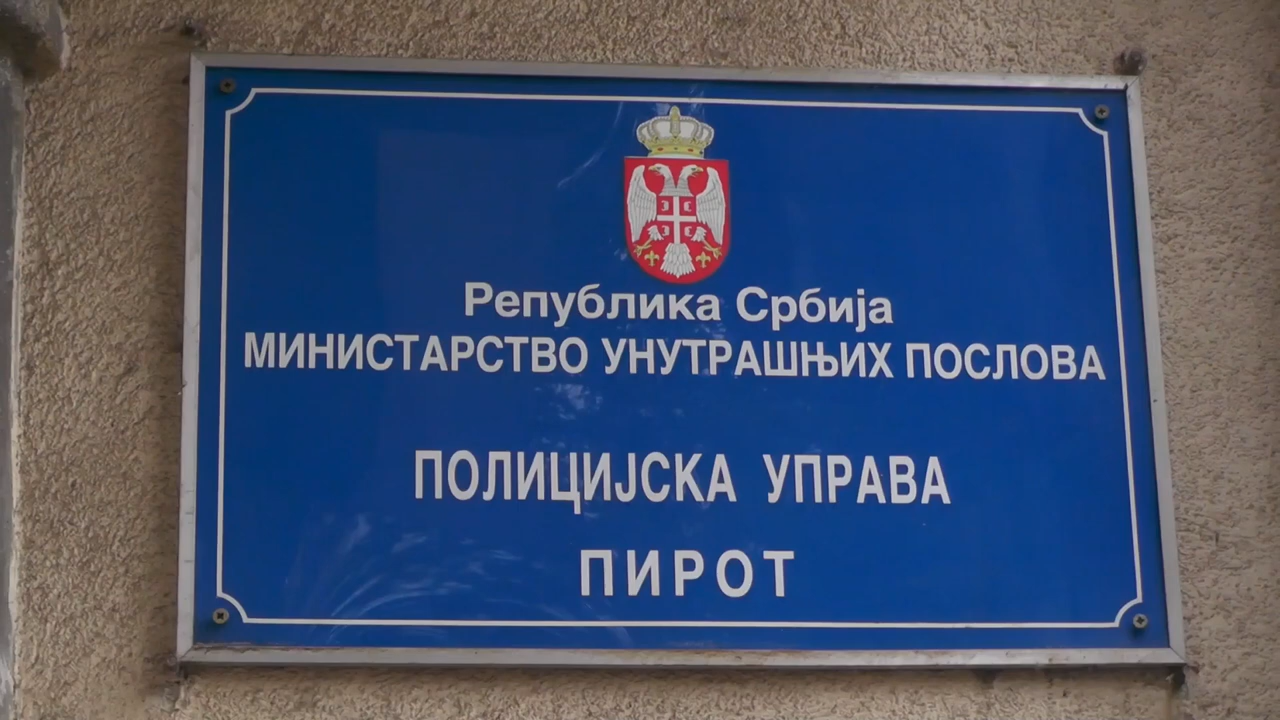 Република Србија
МИНИСТАРСТВО УНУТРАШЊИХ ПОСЛОВА
ПОЛИЦИЈСКА УПРАВА
ПИРОТ